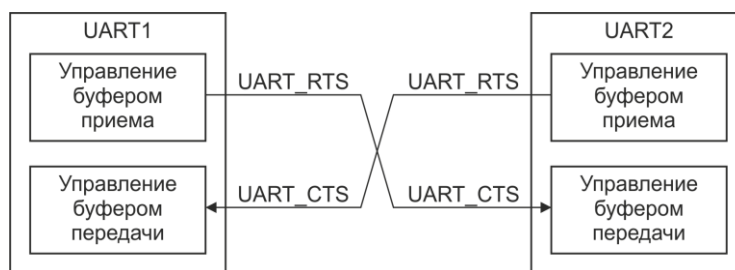 UART1
Управление
буфером
приема
Управление
буфером
передачи
UART_RTS
UART_RTS
UART_CTS
UART_CTS
UART2
Управление
буфером
приема
Управление
буфером
передачи